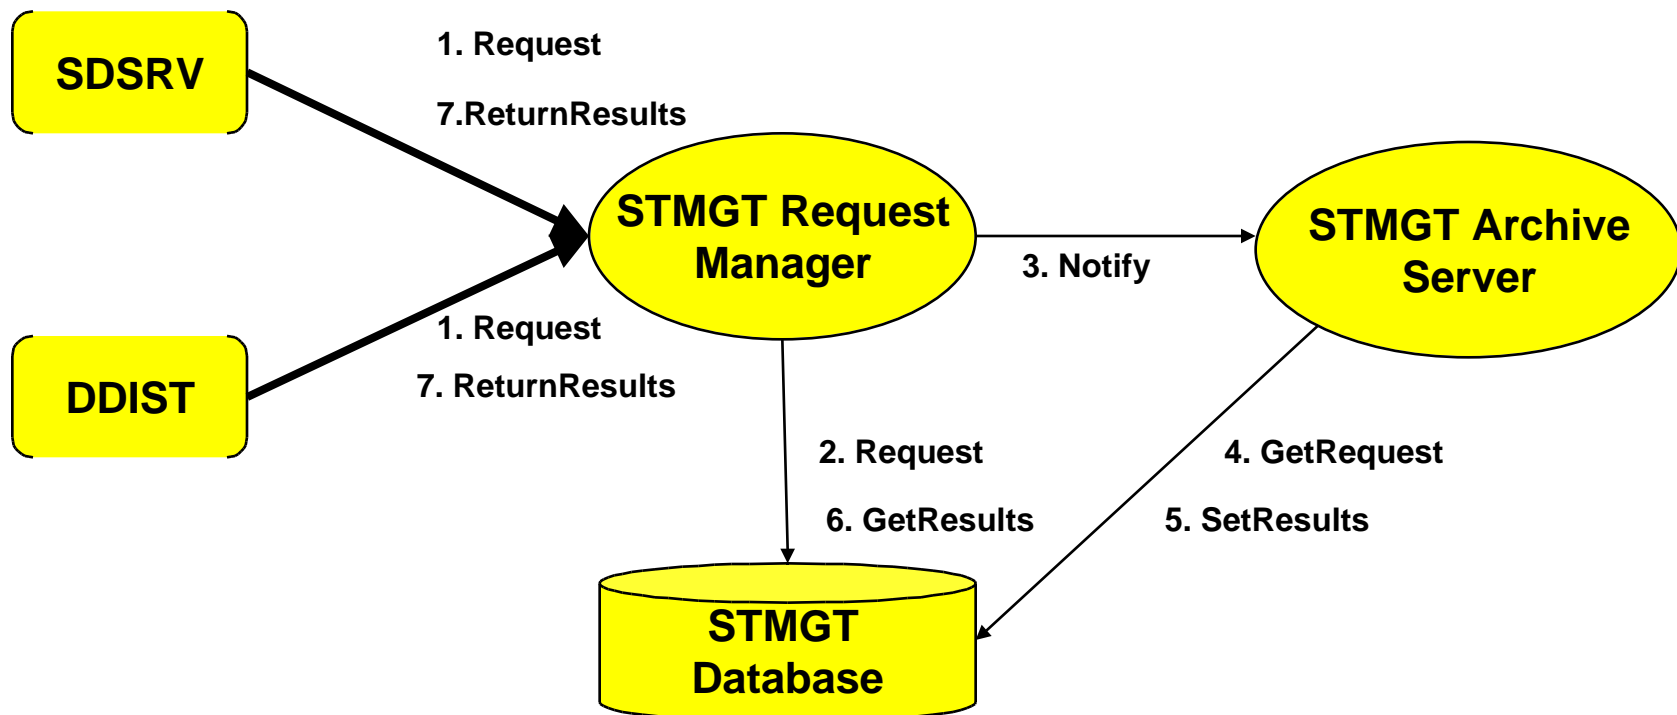 1. Request
SDSRV
7.ReturnResults
STMGT Request
Manager
STMGT Archive
Server
3. Notify
1. Request
7. ReturnResults
DDIST
2. Request
4. GetRequest
6. GetResults
5. SetResults
STMGT
Database